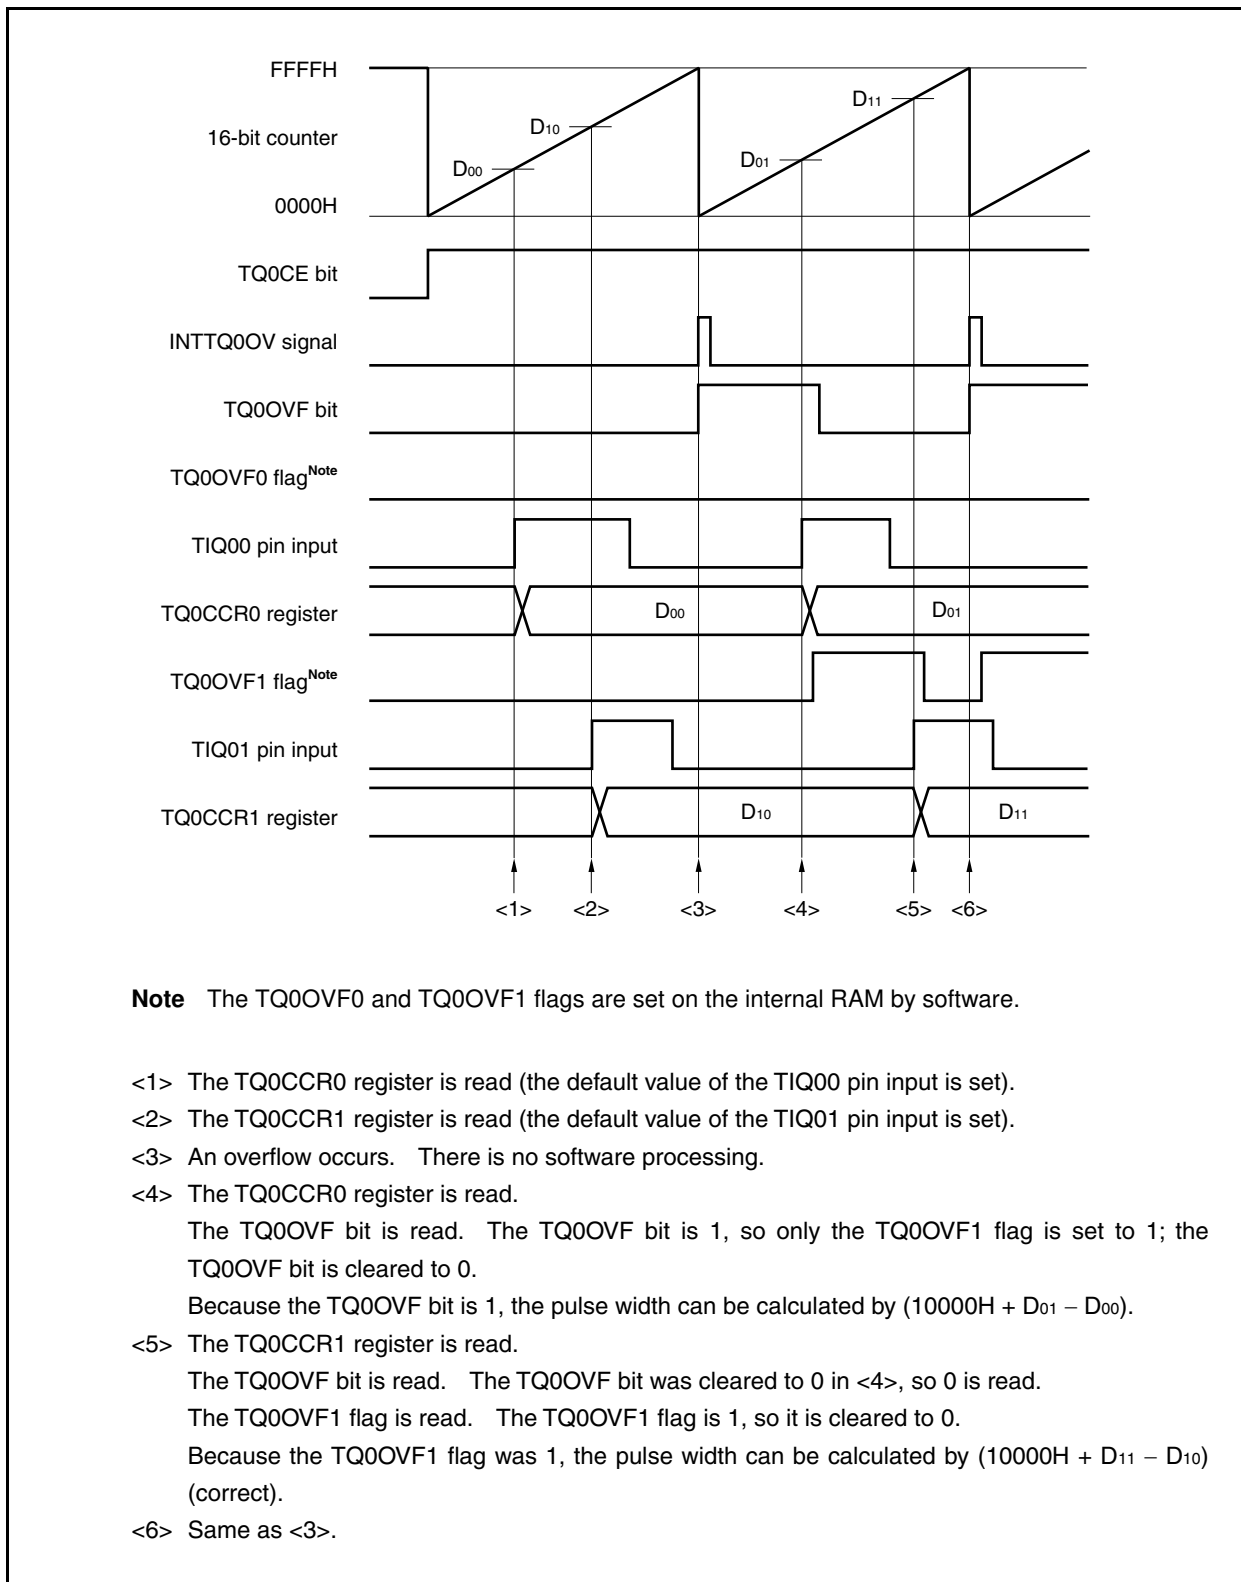 FFFFH
D11
D10
16-bit counter
D01
D00
0000H
TQ0CE bit
INTTQ0OV signal
TQ0OVF bit
TQ0OVF0 flagNote
TIQ00 pin input
TQ0CCR0 register
D00
D01
TQ0OVF1 flagNote
TIQ01 pin input
TQ0CCR1 register
D10
D11
<1> <2> <3> <4> <5> <6>
Note The TQ0OVF0 and TQ0OVF1 flags are set on the internal RAM by software.
<1> The TQ0CCR0 register is read (the default value of the TIQ00 pin input is set).
<2> The TQ0CCR1 register is read (the default value of the TIQ01 pin input is set).
<3> An overflow occurs. There is no software processing.
<4> The TQ0CCR0 register is read.
The TQ0OVF bit is read. The TQ0OVF bit is 1, so only the TQ0OVF1 flag is set to 1; the
TQ0OVF bit is cleared to 0.
Because the TQ0OVF bit is 1, the pulse width can be calculated by (10000H + D01 − D00).
<5> The TQ0CCR1 register is read.
The TQ0OVF bit is read. The TQ0OVF bit was cleared to 0 in <4>, so 0 is read.
The TQ0OVF1 flag is read. The TQ0OVF1 flag is 1, so it is cleared to 0.
Because the TQ0OVF1 flag was 1, the pulse width can be calculated by (10000H + D11 − D10)
(correct).
<6> Same as <3>.